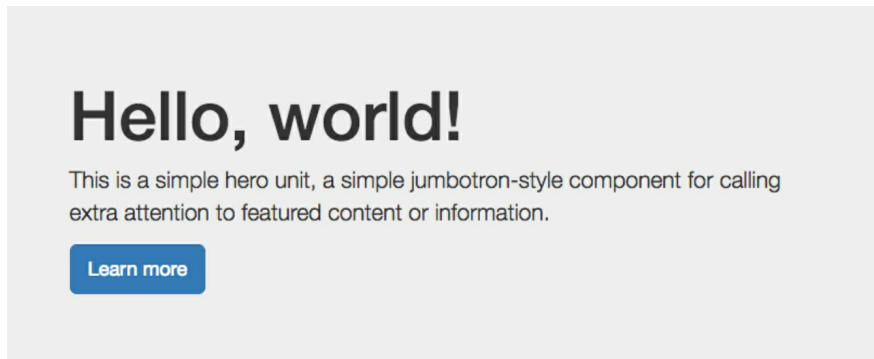 Hello, world!
This is a simple hero unit, a simple jumbotron-style component for calling
extra attention to featured content or information.
Learn more